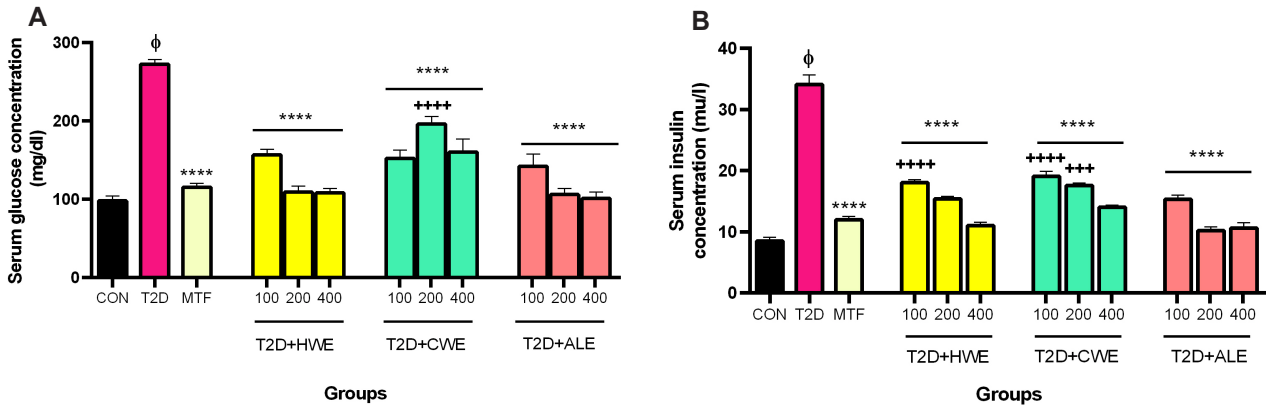 A
Serum glucose concentration
(mg/dl)
300
200
100
0
ϕ
****
****
****
++++
****
CON T2D MTF 100 200 400 100 200 400 100 200 400
T2D+HWE T2D+CWE T2D+ALE
Groups
B
Serum insulin
concentration (mu/l)
40
30
20
10
0
ϕ
****
****
++++
****
++++ +++
****
CON T2D MTF 100 200 400 100 200 400 100 200 400
T2D+HWE T2D+CWE T2D+ALE
Groups